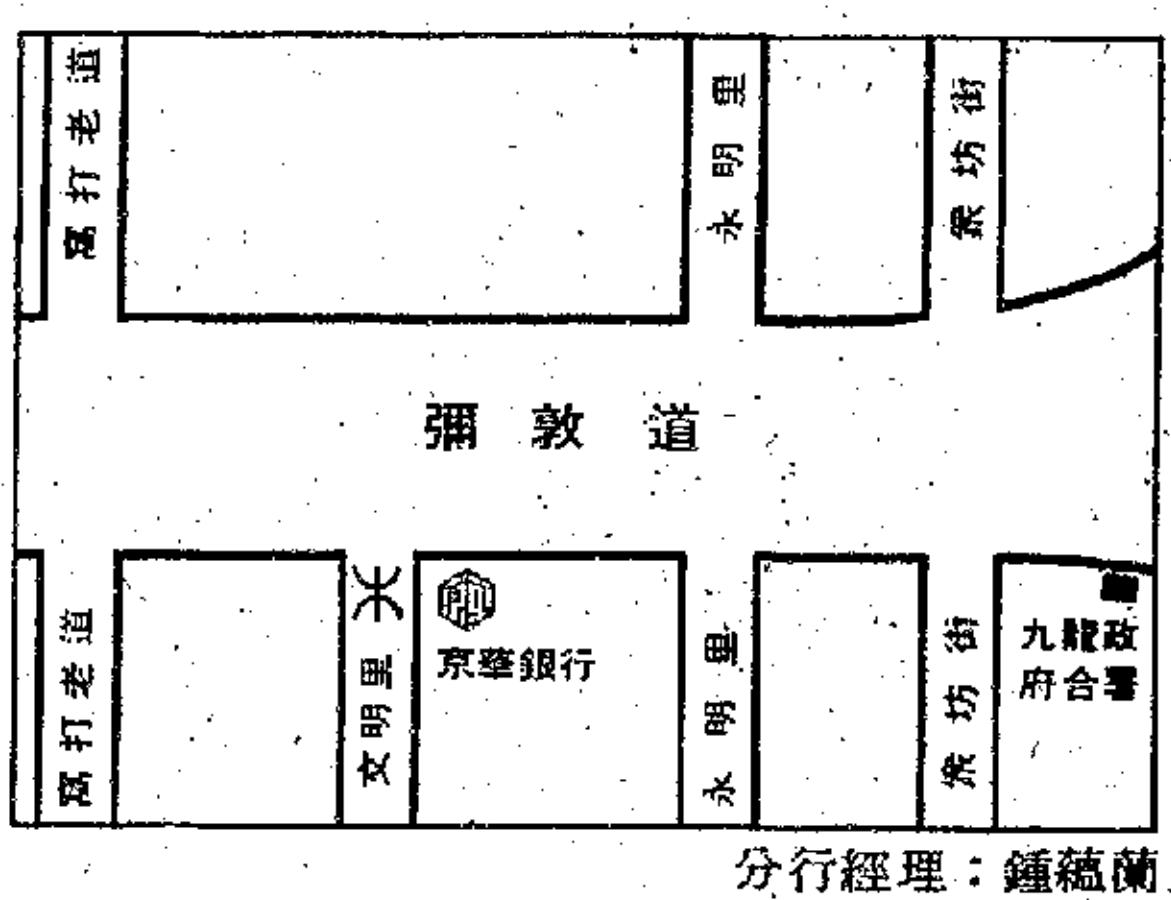 窩打老道
永明里
衆坊街
彌敦道
窩打老道
文明里
京華銀行
永明里
衆坊街
九龍政
府合署
分行經理：鍾蘊蘭